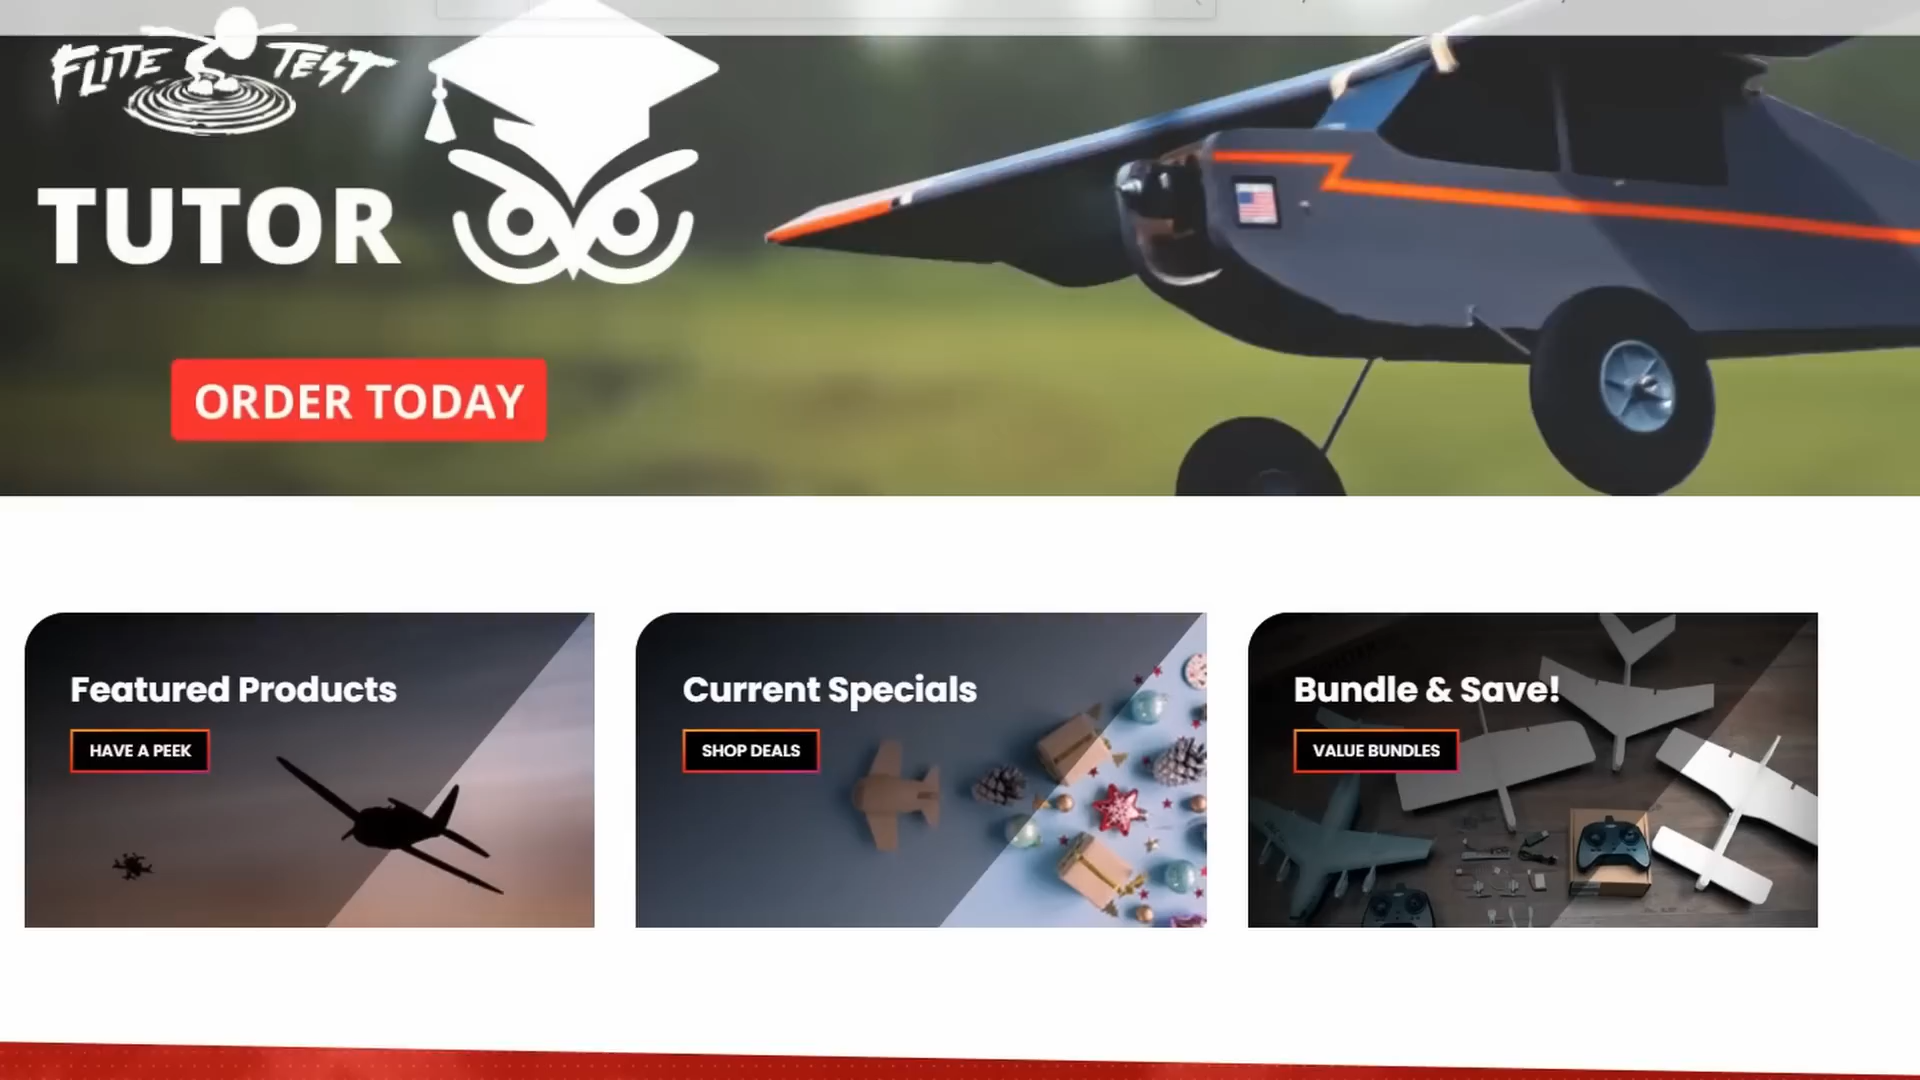 FLITE TEST
TUTOR
ORDER TODAY
Featured Products
HAVE A PEEK
Current Specials
SHOP DEALS
Bundle & Save!
VALUE BUNDLES